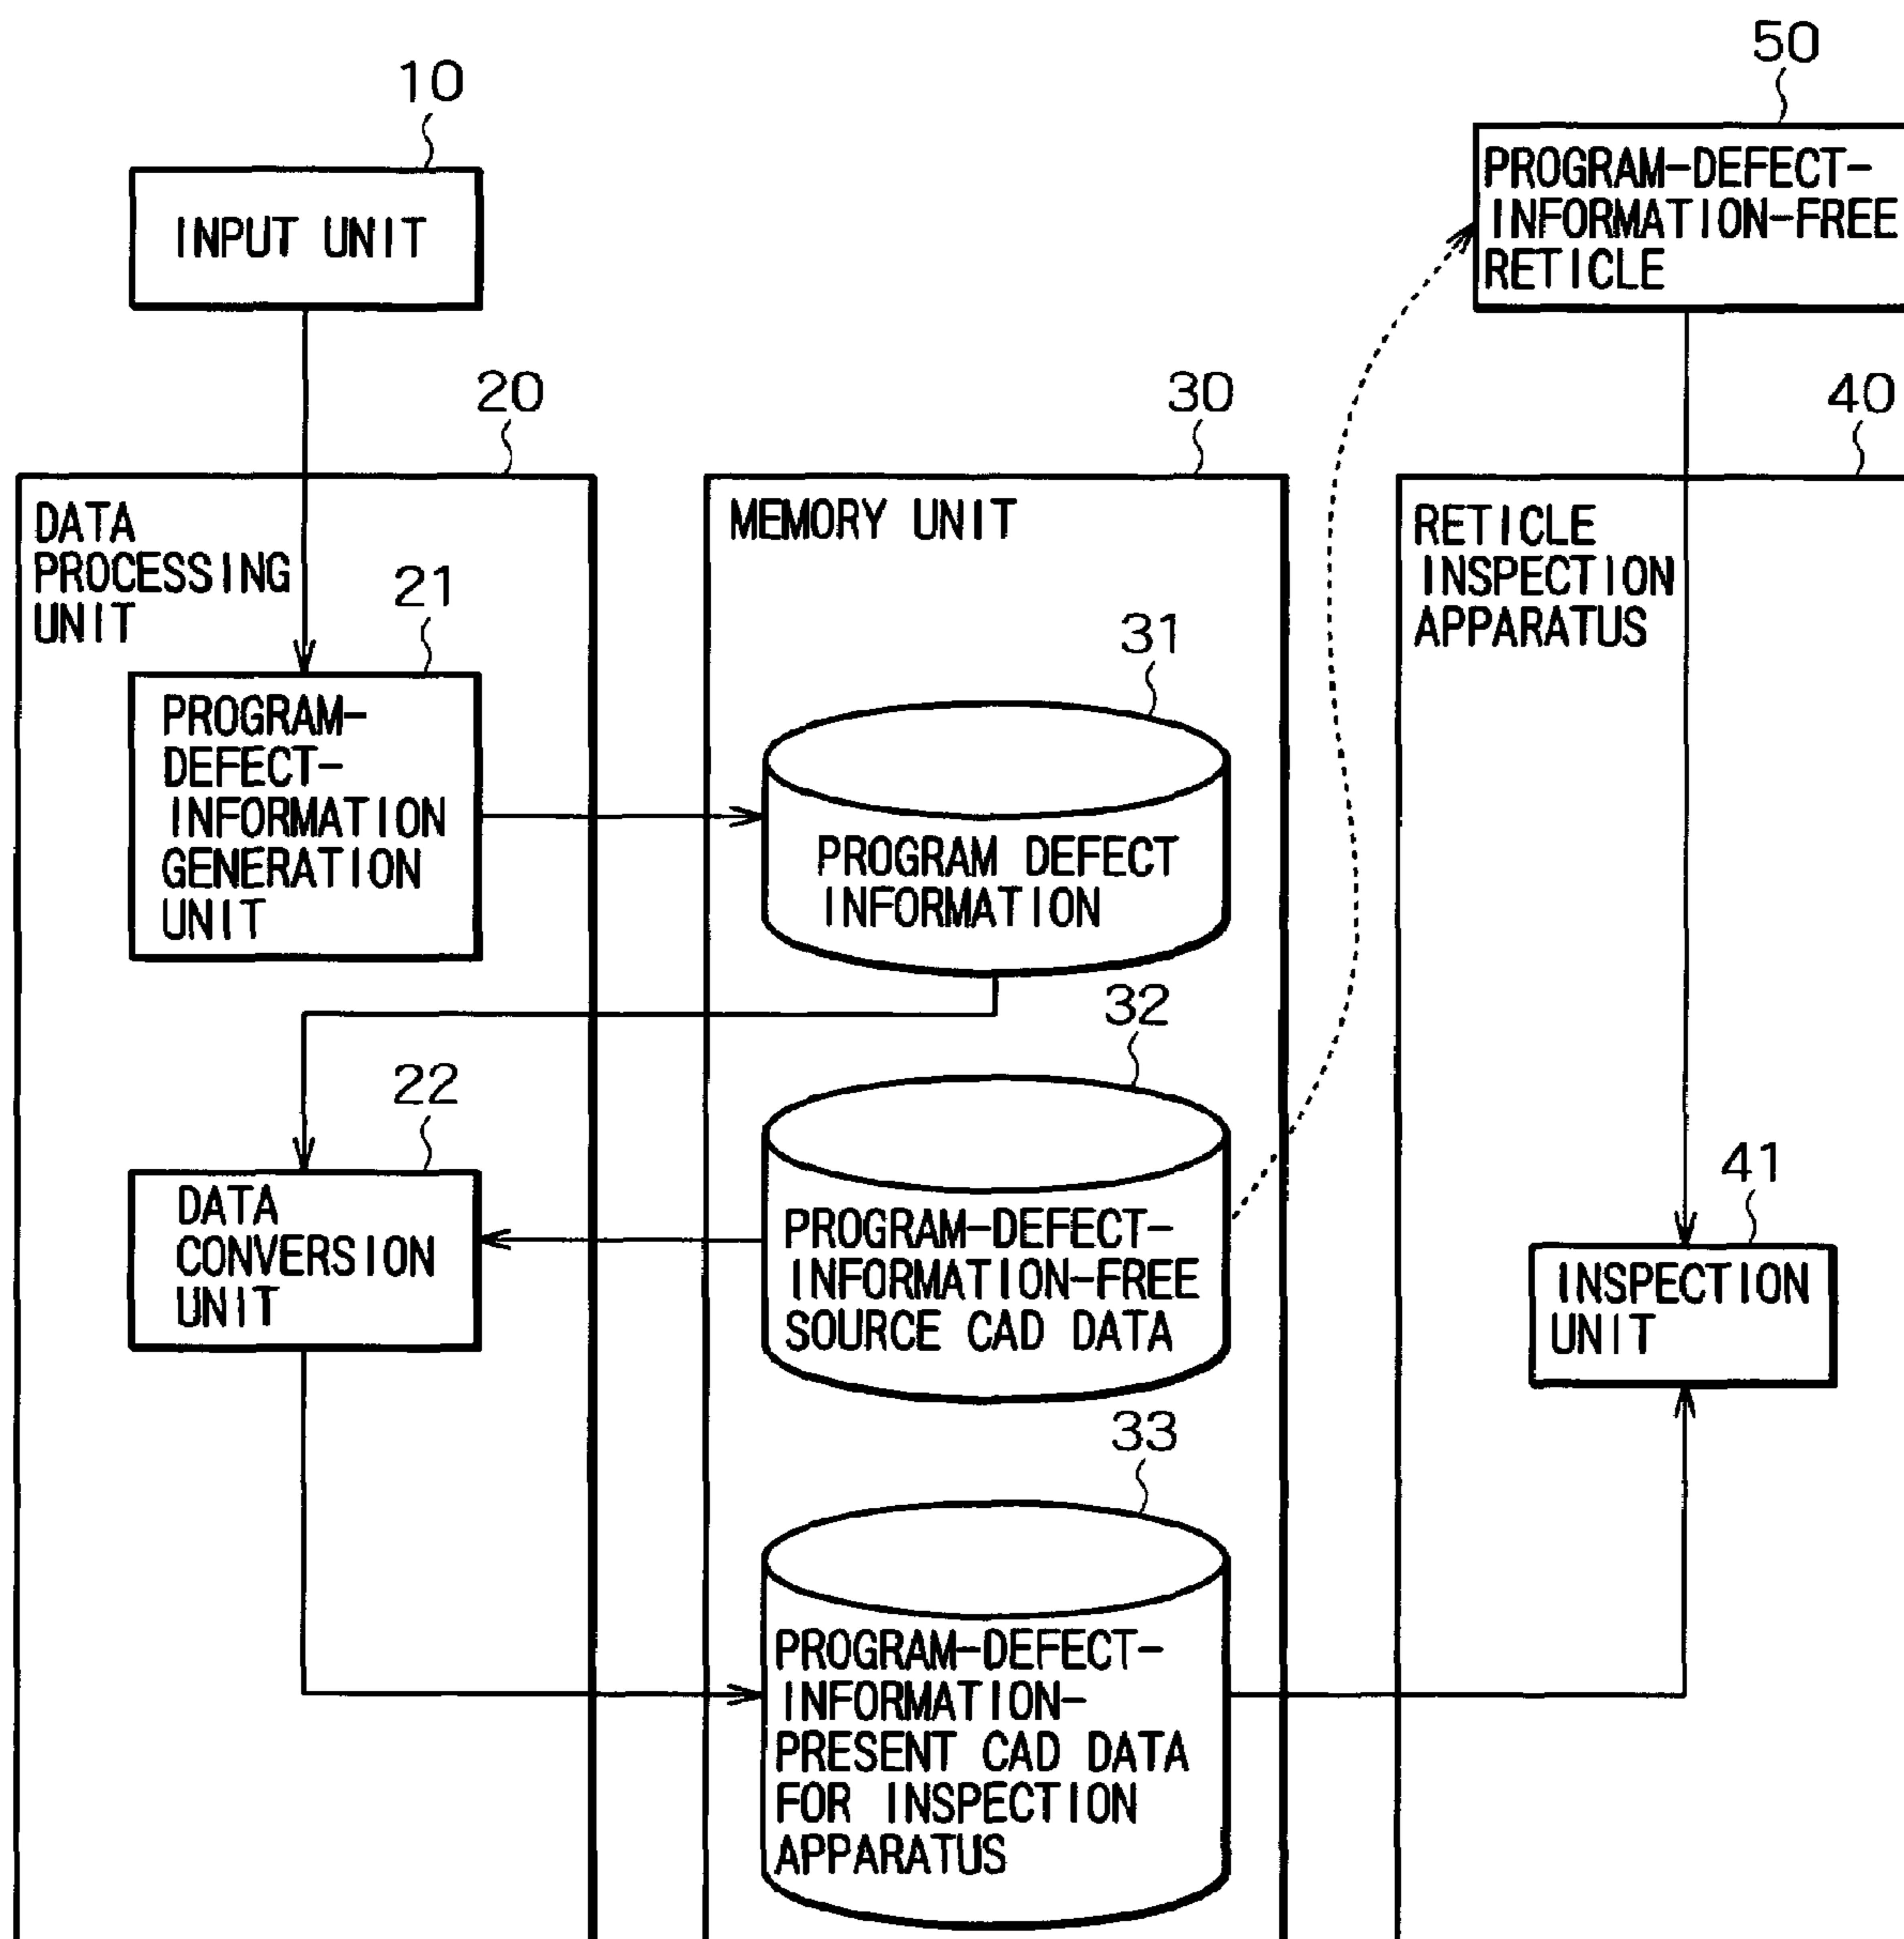 10
INPUT UNIT
50
PROGRAM-DEFECT-
INFORMATION-FREE
RETICLE
20
DATA
PROCESSING
UNIT
21
PROGRAM-
DEFECT-
INFORMATION
GENERATION
UNIT
22
DATA
CONVERSION
UNIT
30
MEMORY UNIT
31
PROGRAM DEFECT
INFORMATION
32
PROGRAM-DEFECT-
INFORMATION-FREE
SOURCE CAD DATA
33
PROGRAM-DEFECT-
INFORMATION-
PRESENT CAD DATA
FOR INSPECTION
APPARATUS
40
RETICLE
INSPECTION
APPARATUS
41
INSPECTION
UNIT